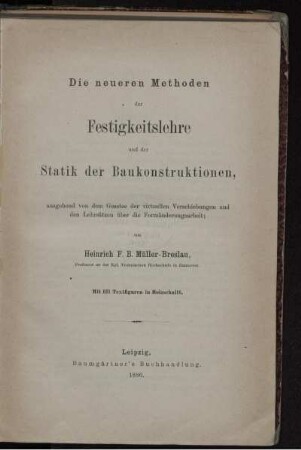 Die neueren Methoden
der
Festigkeitslehre
und der
Statik der Baukonstruktionen,
ausgehend von dem Gesetze der virtuellen Verschiebungen und
den Lehrsätzen über die Formänderungsarbeit;
von
Heinrich F. B. Müller-Breslau,
Professor an der Kgl. Technischen Hochschule in Hannover.
Mit Textfiguren in Holzschnitt.
Leipzig,
Baumgärtner's Buchhandlung.
1886.